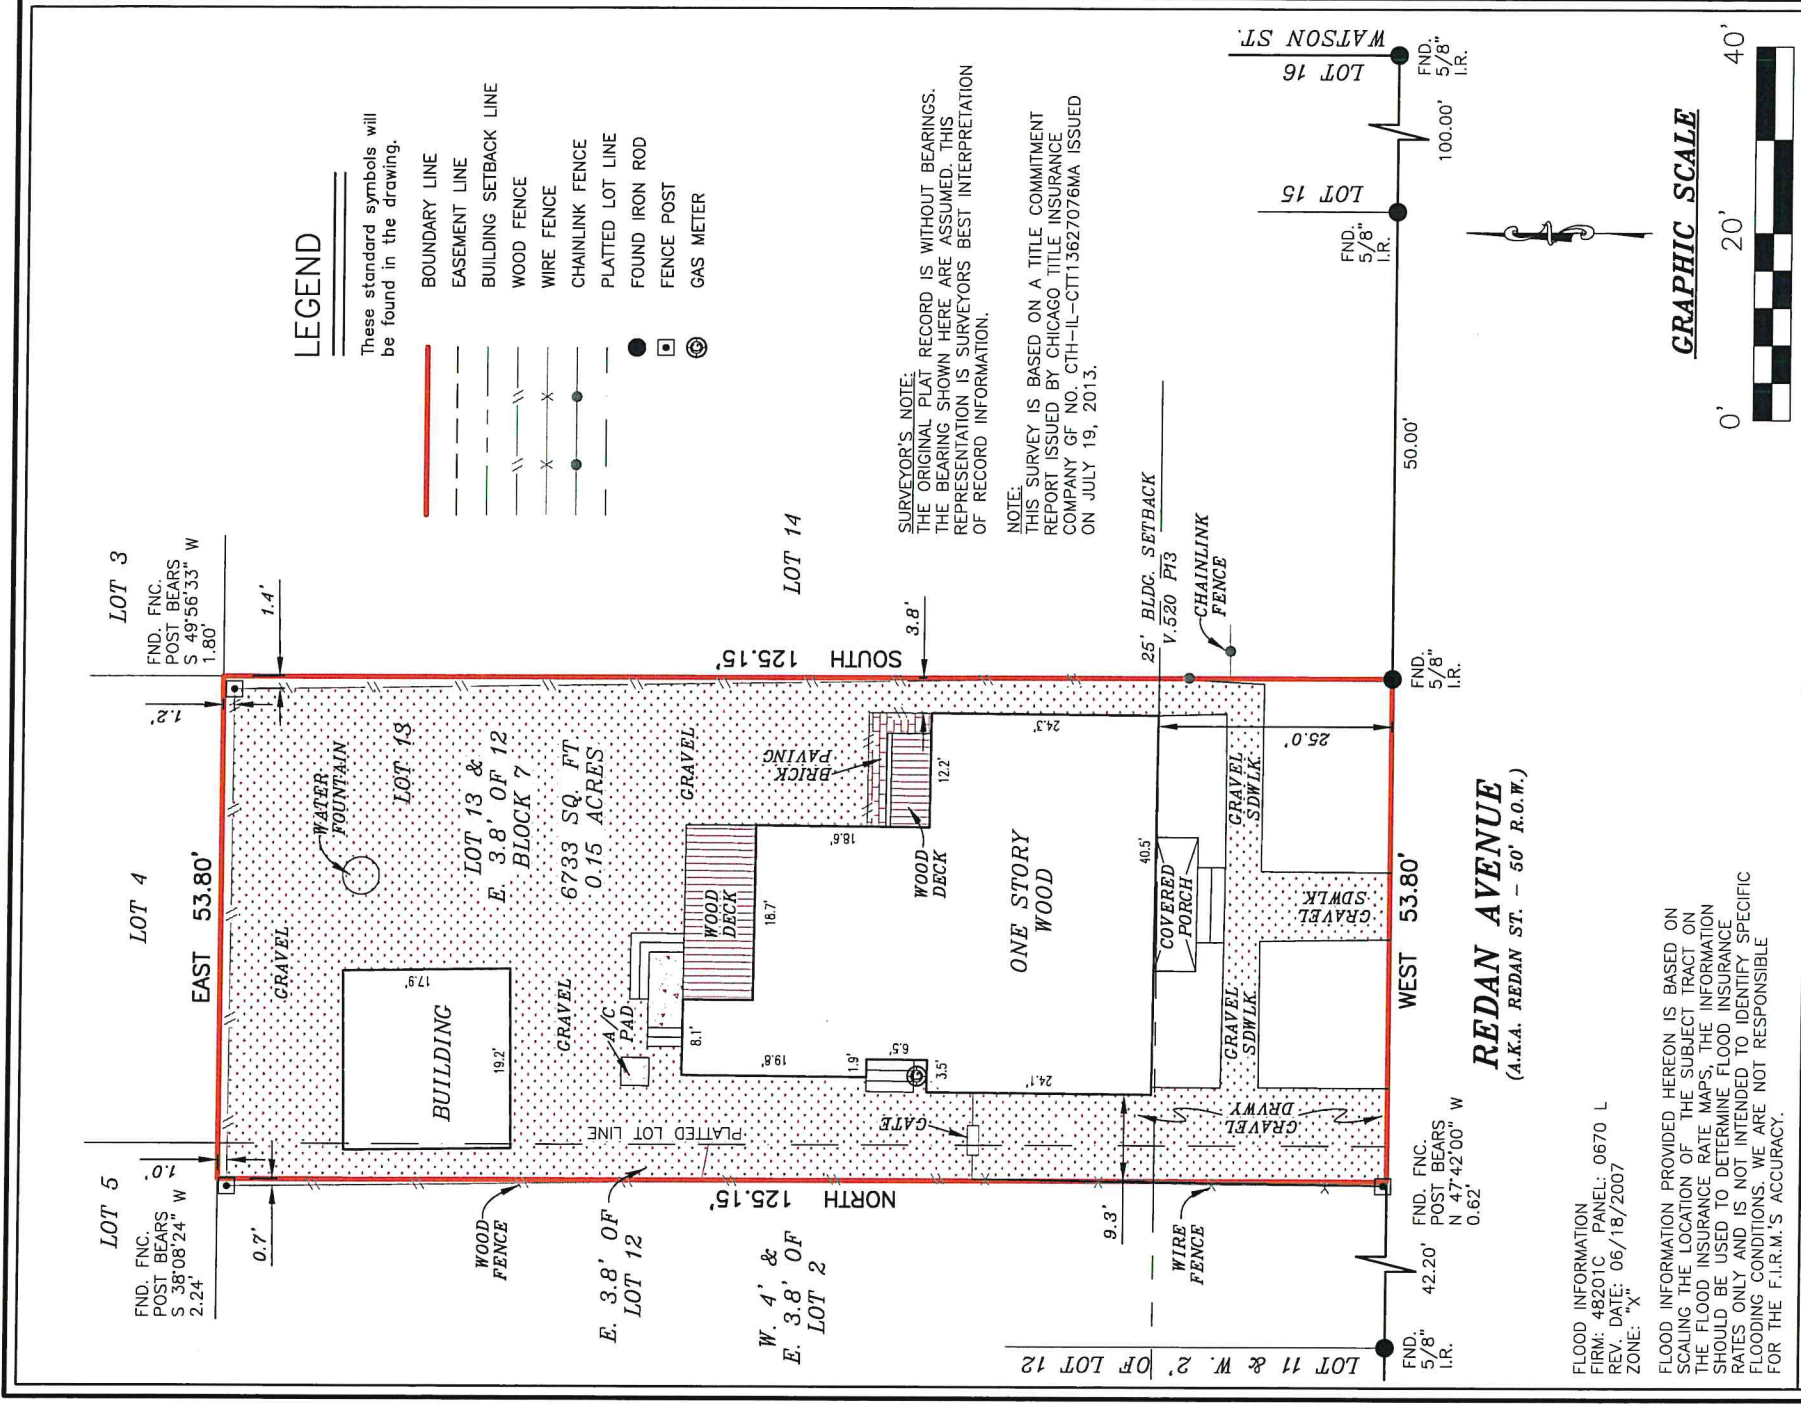 LOT 5
FND. FNC.
POST BEARS
S 38°08'24" W
2.24'
1.0'
0.7'
LOT 4
EAST 53.80'
LOT 3
FND. FNC.
POST BEARS
S 49°56'33" W
1.80'
1.2'
1.4'
GRAVEL
WATER
FOUNTAIN
LOT 13
LOT 13 &
E. 3.8' OF 12
BLOCK 7
6733 SQ. FT
0.15 ACRES
BUILDING
17.9'
19.2'
GRAVEL
GRAVEL
A/C
PAD
WOOD
DECK
18.7'
18.6'
8.1'
19.8'
1.9'
6.5'
3.5'
24.1'
BRICK
PAVING
WOOD
DECK
12.2'
24.3'
ONE STORY
WOOD
40.5'
COVERED
PORCH
GRAVEL
SDWLK.
GRAVEL
SDWLK.
GRAVEL
SDWLK
GRAVEL
DRVWY
GATE
PLATTED LOT LINE
WOOD
FENCE
NORTH 125.15'
SOUTH 125.15'
E. 3.8' OF
LOT 12
W. 4' &
E. 3.8' OF
LOT 2
9.3'
WIRE
FENCE
3.8'
LOT 14
25' BLDG. SETBACK
V.520 P13
CHAINLINK
FENCE
25.0'
WEST 53.80'
LOT 11 & W. 2' OF LOT 12
FND.
5/8"
I.R.
42.20'
FND. FNC.
POST BEARS
N 47°42'00" W
0.62'
FND.
5/8"
I.R.
50.00'
FND.
5/8"
I.R.
LOT 15
100.00'
LOT 16
WATSON ST.
FND.
5/8"
I.R.
REDAN AVENUE
(A.K.A. REDAN ST. - 50' R.O.W.)
LEGEND
These standard symbols will
be found in the drawing.
BOUNDARY LINE
EASEMENT LINE
BUILDING SETBACK LINE
WOOD FENCE
WIRE FENCE
CHAINLINK FENCE
PLATTED LOT LINE
FOUND IRON ROD
FENCE POST
GAS METER
SURVEYOR'S NOTE:
THE ORIGINAL PLAT RECORD IS WITHOUT BEARINGS.
THE BEARING SHOWN HERE ARE ASSUMED. THIS
REPRESENTATION IS SURVEYORS BEST INTERPRETATION
OF RECORD INFORMATION.
NOTE:
THIS SURVEY IS BASED ON A TITLE COMMITMENT
REPORT ISSUED BY CHICAGO TITLE INSURANCE
COMPANY GF NO. CTH-IL-CTT13627076MA ISSUED
ON JULY 19, 2013.
FLOOD INFORMATION
FIRM: 48201C PANEL: 0670 L
REV. DATE: 06/18/2007
ZONE: "X"
FLOOD INFORMATION PROVIDED HEREON IS BASED ON
SCALING THE LOCATION OF THE SUBJECT TRACT ON
THE FLOOD INSURANCE RATE MAPS, THE INFORMATION
SHOULD BE USED TO DETERMINE FLOOD INSURANCE
RATES ONLY AND IS NOT INTENDED TO IDENTIFY SPECIFIC
FLOODING CONDITIONS. WE ARE NOT RESPONSIBLE
FOR THE F.I.R.M.'S ACCURACY.
GRAPHIC SCALE
0' 20' 40'